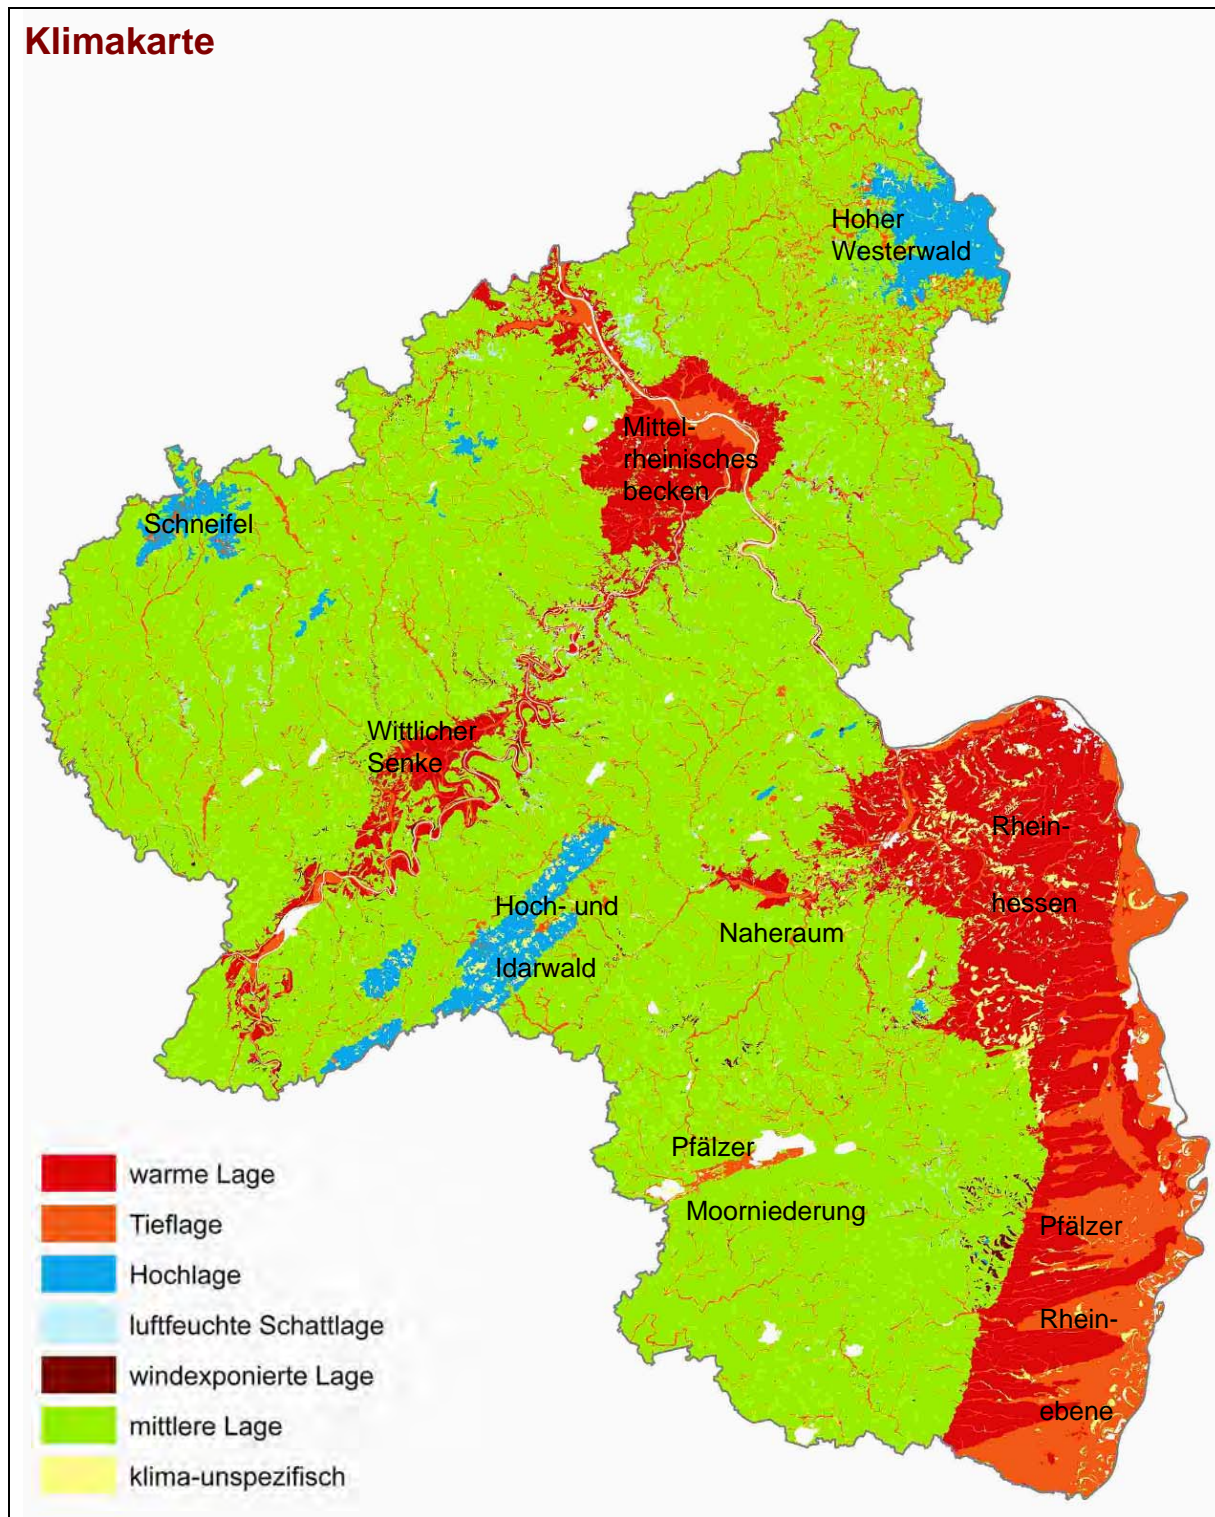 Klimakarte
Hoher
Westerwald
Mittel-
rheinisches
becken
Schneifel
Wittlicher
Senke
Rhein-
hessen
Hoch- und
Idarwald
Naheraum
Pfälzer
Moorniederung
Pfälzer
Rhein-
ebene
warme Lage
Tieflage
Hochlage
luftfeuchte Schattlage
windexponierte Lage
mittlere Lage
klima-unspezifisch